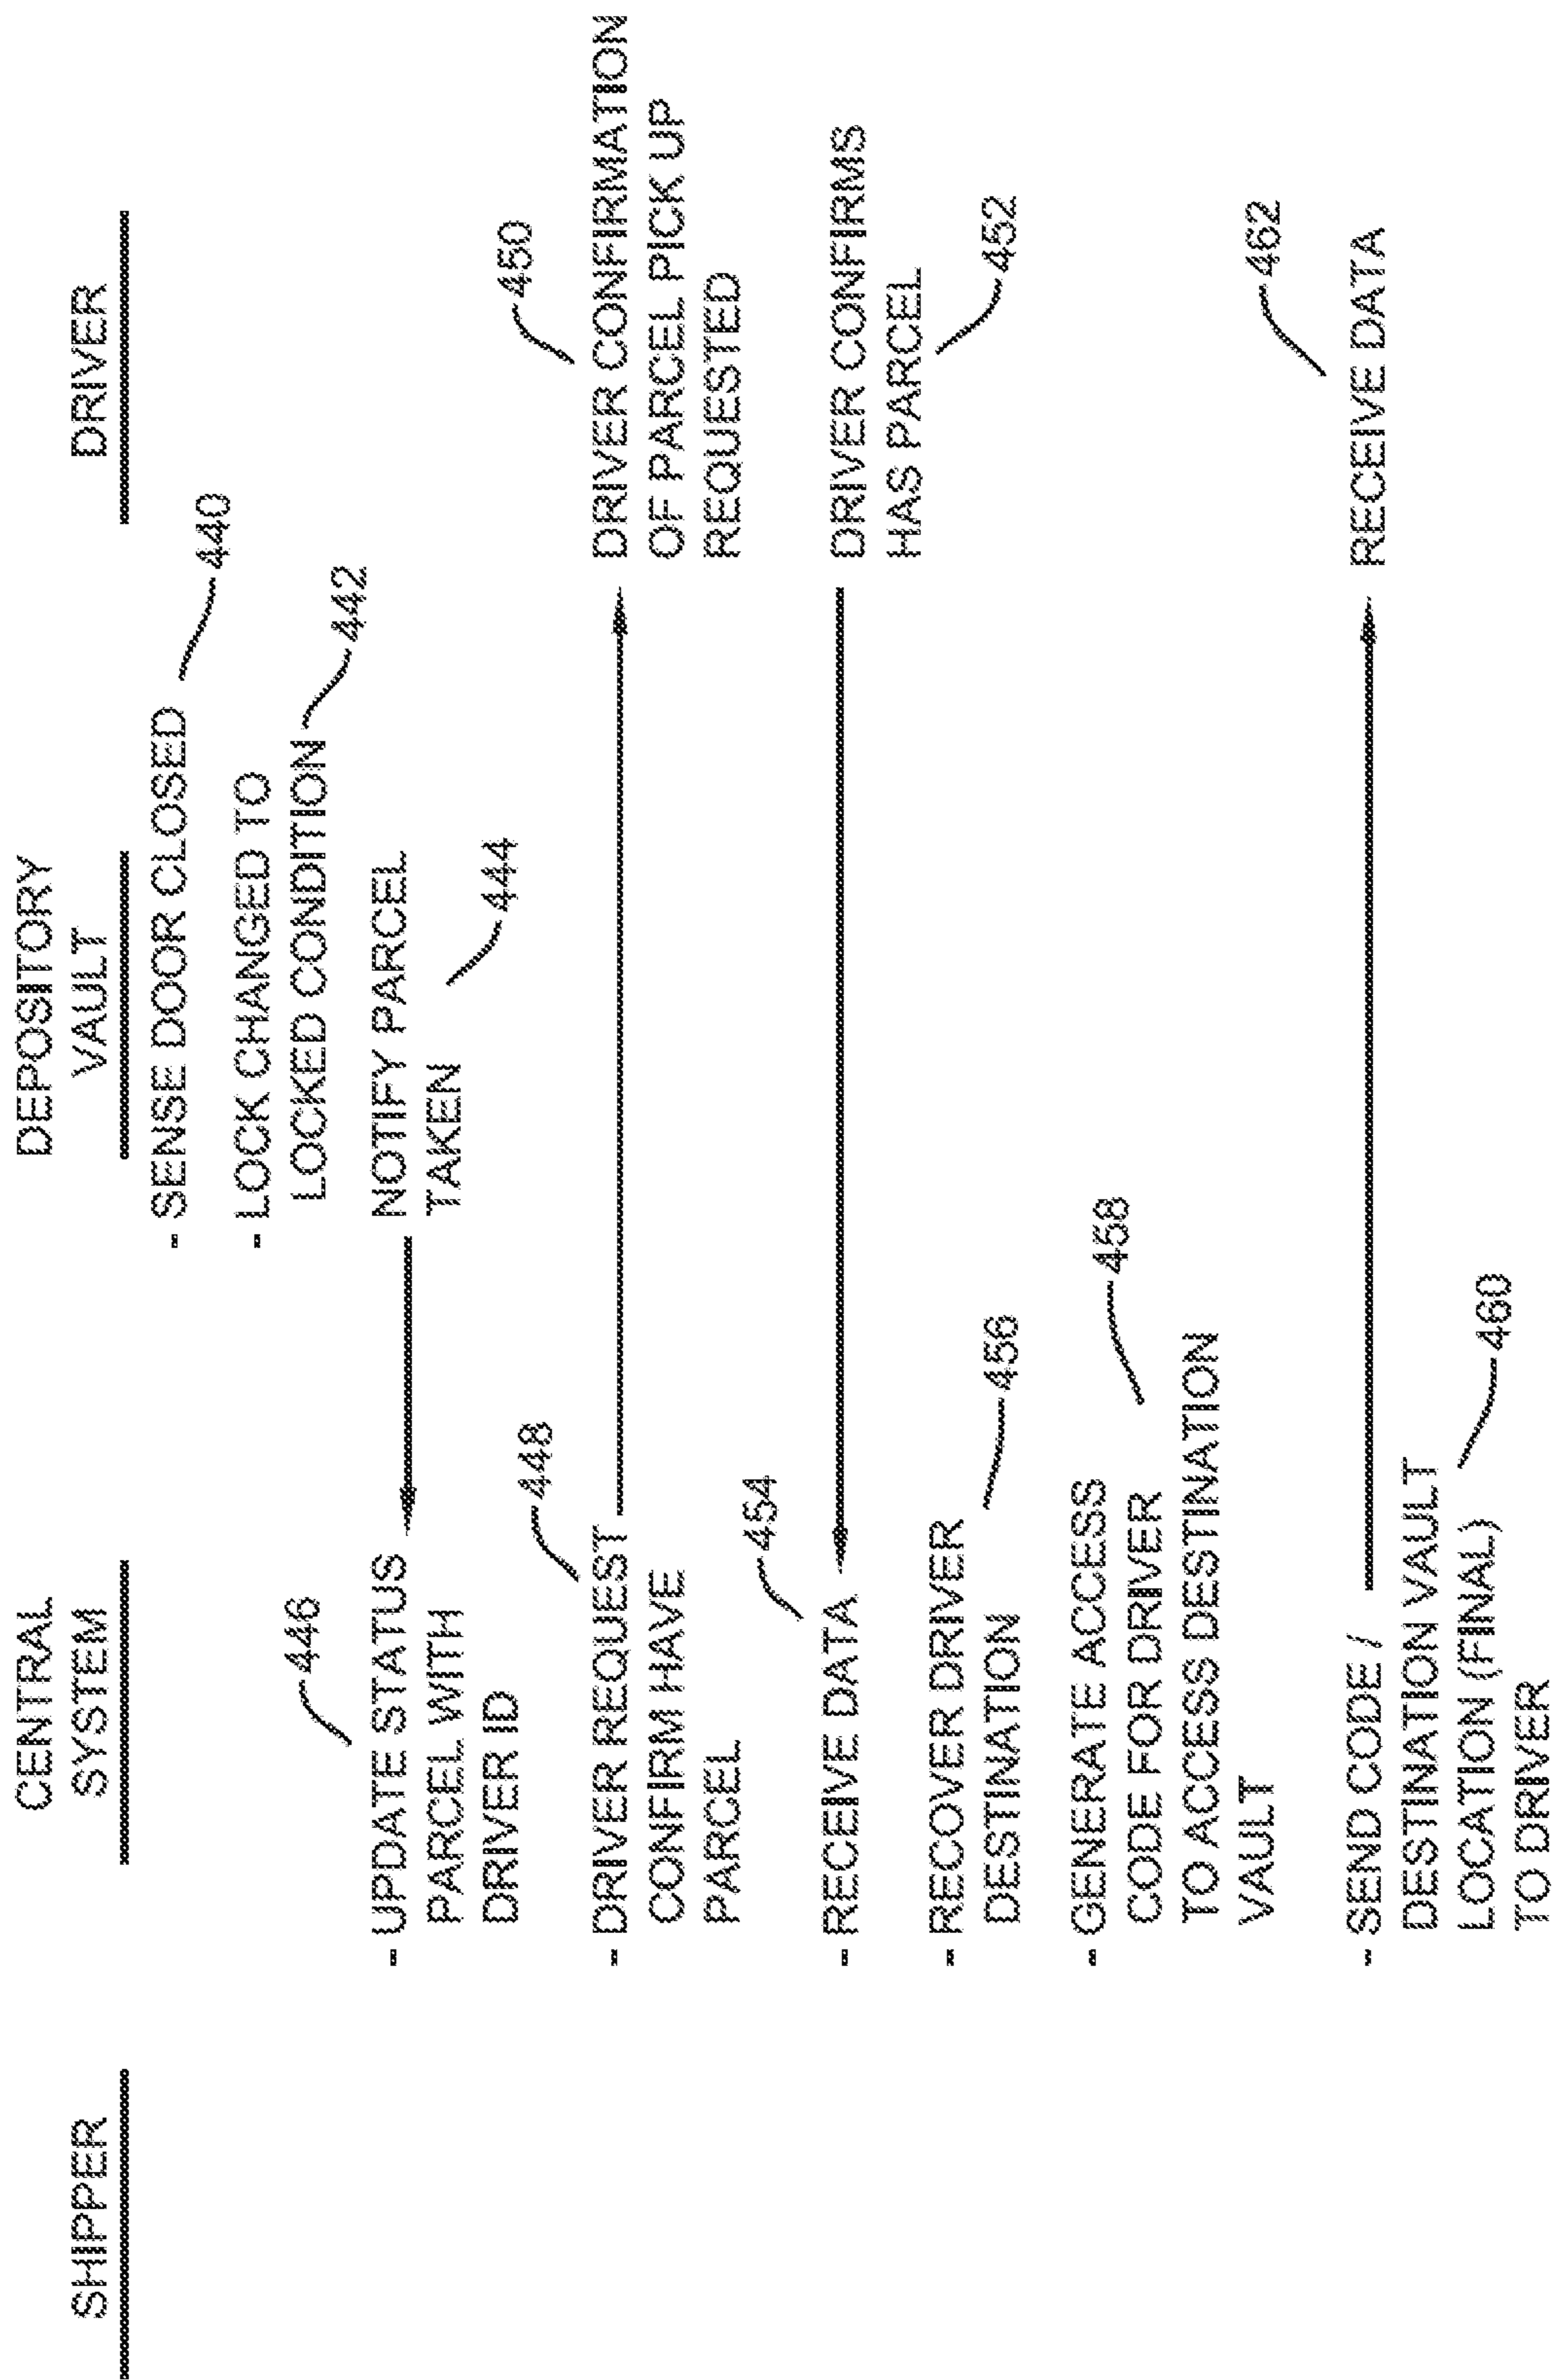 SHIPPER
CENTRAL
SYSTEM
DEPOSITORY
VAULT
DRIVER
- SENSE DOOR CLOSED
440
- LOCK CHANGED TO
LOCKED CONDITION
442
NOTIFY PARCEL
TAKEN
444
446
- UPDATE STATUS
PARCEL WITH
DRIVER ID
448
- DRIVER REQUEST
CONFIRM HAVE
PARCEL
450
DRIVER CONFIRMATION
OF PARCEL PICK UP
REQUESTED
DRIVER CONFIRMS
HAS PARCEL
452
454
- RECEIVE DATA
- RECOVER DRIVER
DESTINATION
456
- GENERATE ACCESS
CODE FOR DRIVER
TO ACCESS DESTINATION
VAULT
458
- SEND CODE /
DESTINATION VAULT
LOCATION (FINAL)
TO DRIVER
460
462
RECEIVE DATA